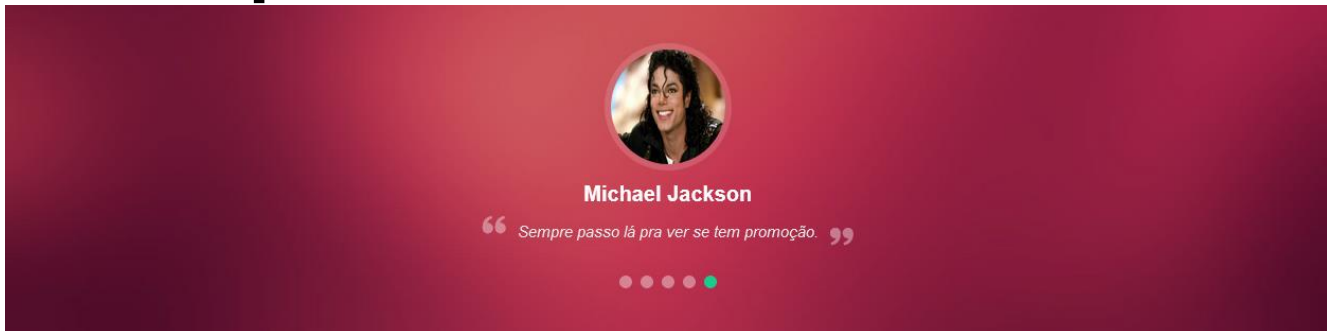 Michael Jackson
“ Sempre passo lá pra ver se tem promoção. ”